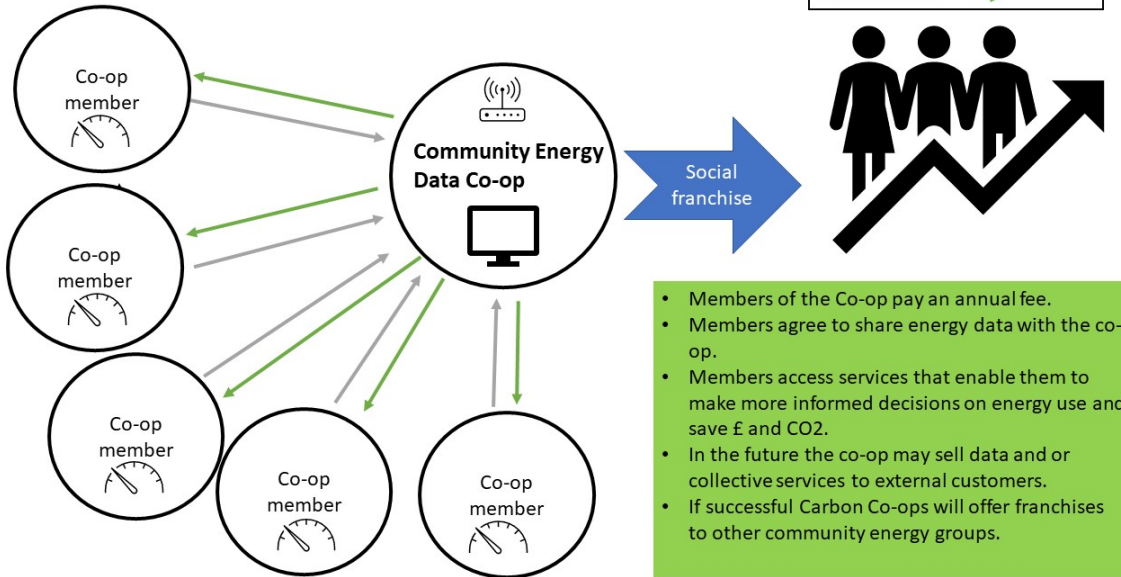 Co-op
member
Co-op
member
Co-op
member
Co-op
member
Co-op
member
Community Energy
Data Co-op
Social
franchise
• Members of the Co-op pay an annual fee.
• Members agree to share energy data with the co-
op.
• Members access services that enable them to
make more informed decisions on energy use and
save £ and CO2.
• In the future the co-op may sell data and or
collective services to external customers.
• If successful Carbon Co-ops will offer franchises
to other community energy groups.